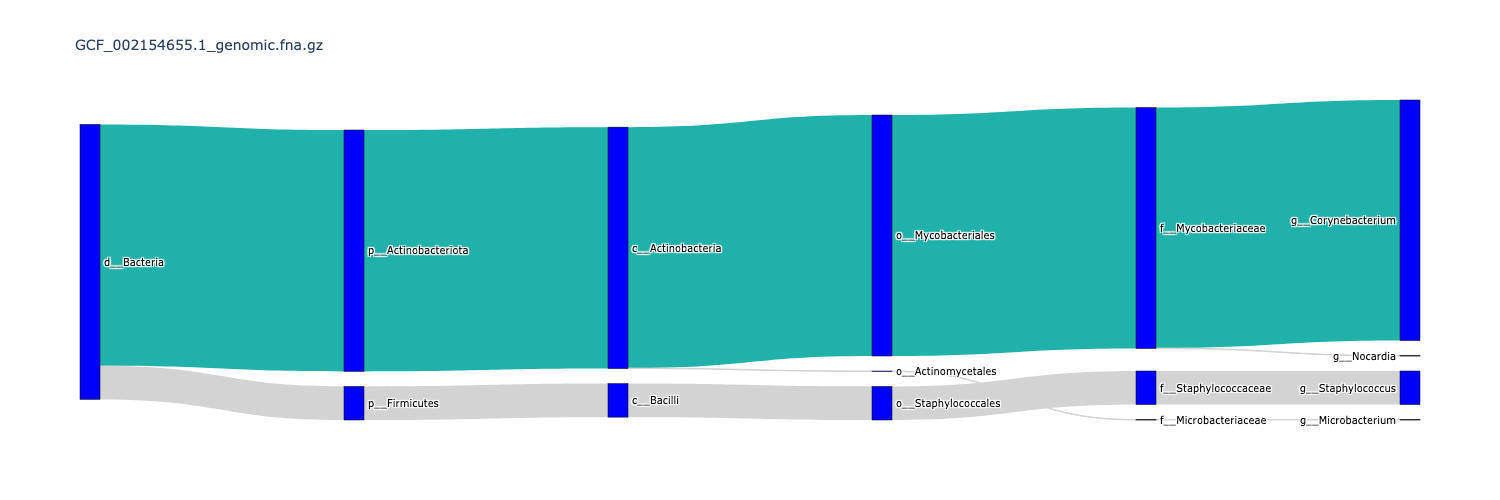 GCF_002154655.1_genomic.fna.gz
d__Bacteria
p__Actinobacteriota
p__Firmicutes
c__Actinobacteria
c__Bacilli
o__Mycobacteriales
o__Actinomycetales
o__Staphylococcales
f__Mycobacteriaceae
f__Staphylococcaceae
f__Microbacteriaceae
g__Corynebacterium
g__Nocardia
g__Staphylococcus
g__Microbacterium